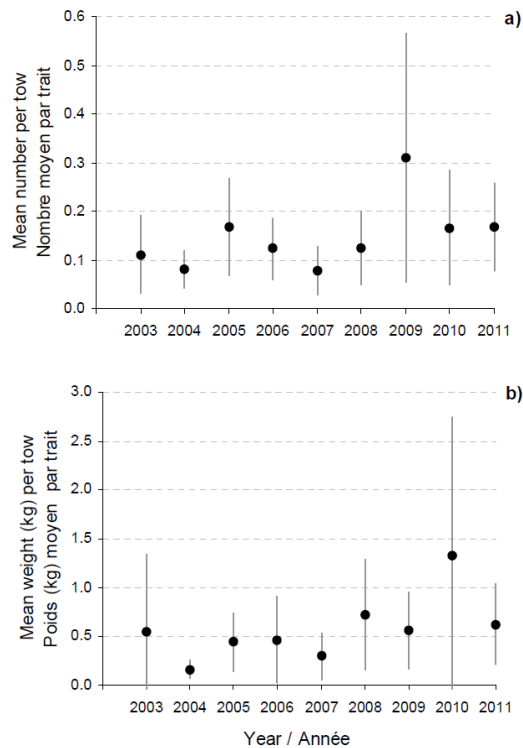 a)
Mean number per tow
Nombre moyen par trait
0.6
0.5
0.4
0.3
0.2
0.1
0.0
2003 2004 2005 2006 2007 2008 2009 2010 2011
b)
Mean weight (kg) per tow
Poids (kg) moyen par trait
3.0
2.5
2.0
1.5
1.0
0.5
0.0
2003 2004 2005 2006 2007 2008 2009 2010 2011
Year / Année